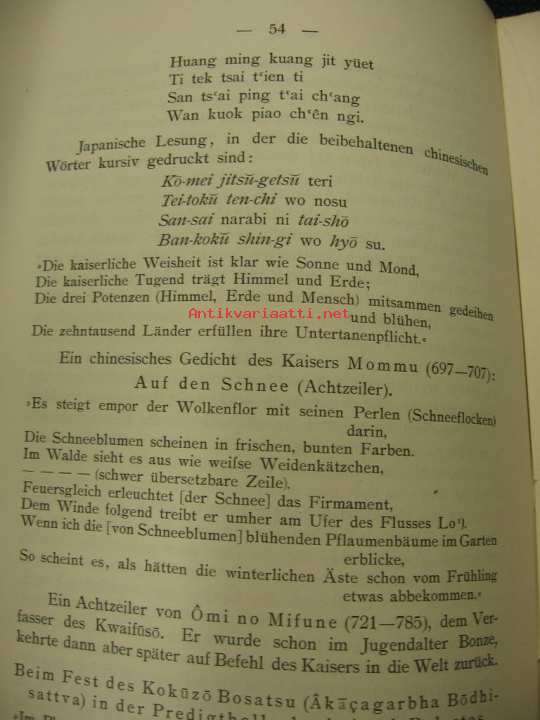 — 54 —
Huang ming kuang jit yüet
Ti tek tsai t‘ien ti
San ts‘ai ping t‘ai ch‘ang
Wan kuok piao ch‘ên ngi.
Japanische Lesung, in der die beibehaltenen chinesischen
Wörter kursiv gedruckt sind:
Kō-mei jitsŭ-getsŭ teri
Tei-tokŭ ten-chi wo nosu
San-sai narabi ni tai-shō
Ban-kokŭ shin-gi wo hyō su.
»Die kaiserliche Weisheit ist klar wie Sonne und Mond,
Die kaiserliche Tugend trägt Himmel und Erde;
Die drei Potenzen (Himmel, Erde und Mensch) mitsammen gedeihen
Antikvariaatti.net
und blühen,
Die zehntausend Länder erfüllen ihre Untertanenpflicht.«
Ein chinesisches Gedicht des Kaisers Mommu (697—707):
Auf den Schnee (Achtzeiler).
»Es steigt empor der Wolkenflor mit seinen Perlen (Schneeflocken)
darin,
Die Schneeblumen scheinen in frischen, bunten Farben.
Im Walde sieht es aus wie weifse Weidenkätzchen,
— — — — (schwer übersetzbare Zeile).
Feuersgleich erleuchtet [der Schnee] das Firmament,
Dem Winde folgend treibt er umher am Ufer des Flusses Lo¹).
Wenn ich die [von Schneeblumen] blühenden Pflaumenbäume im Garten
erblicke,
So scheint es, als hätten die winterlichen Äste schon vom Frühling
etwas abbekommen.«
Ein Achtzeiler von Ômi no Mifune (721—785), dem Ver-
fasser des Kwaifūsō. Er wurde schon im Jugendalter Bonze,
kehrte dann aber später auf Befehl des Kaisers in die Welt zurück.
Beim Fest des Kokūzō Bosatsu (Âkâçagarbha Bōdhi-
sattva) in der